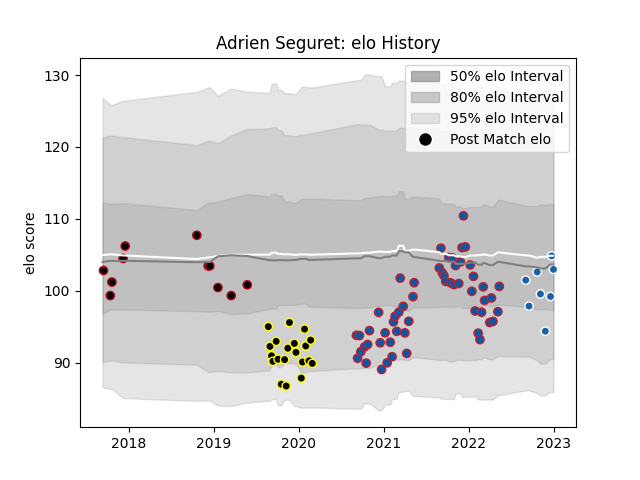 Adrien Seguret: elo History
50% elo Interval
80% elo Interval
95% elo Interval
Post Match elo
elo score
130
120
110
100
90
2018
2019
2020
2021
2022
2023